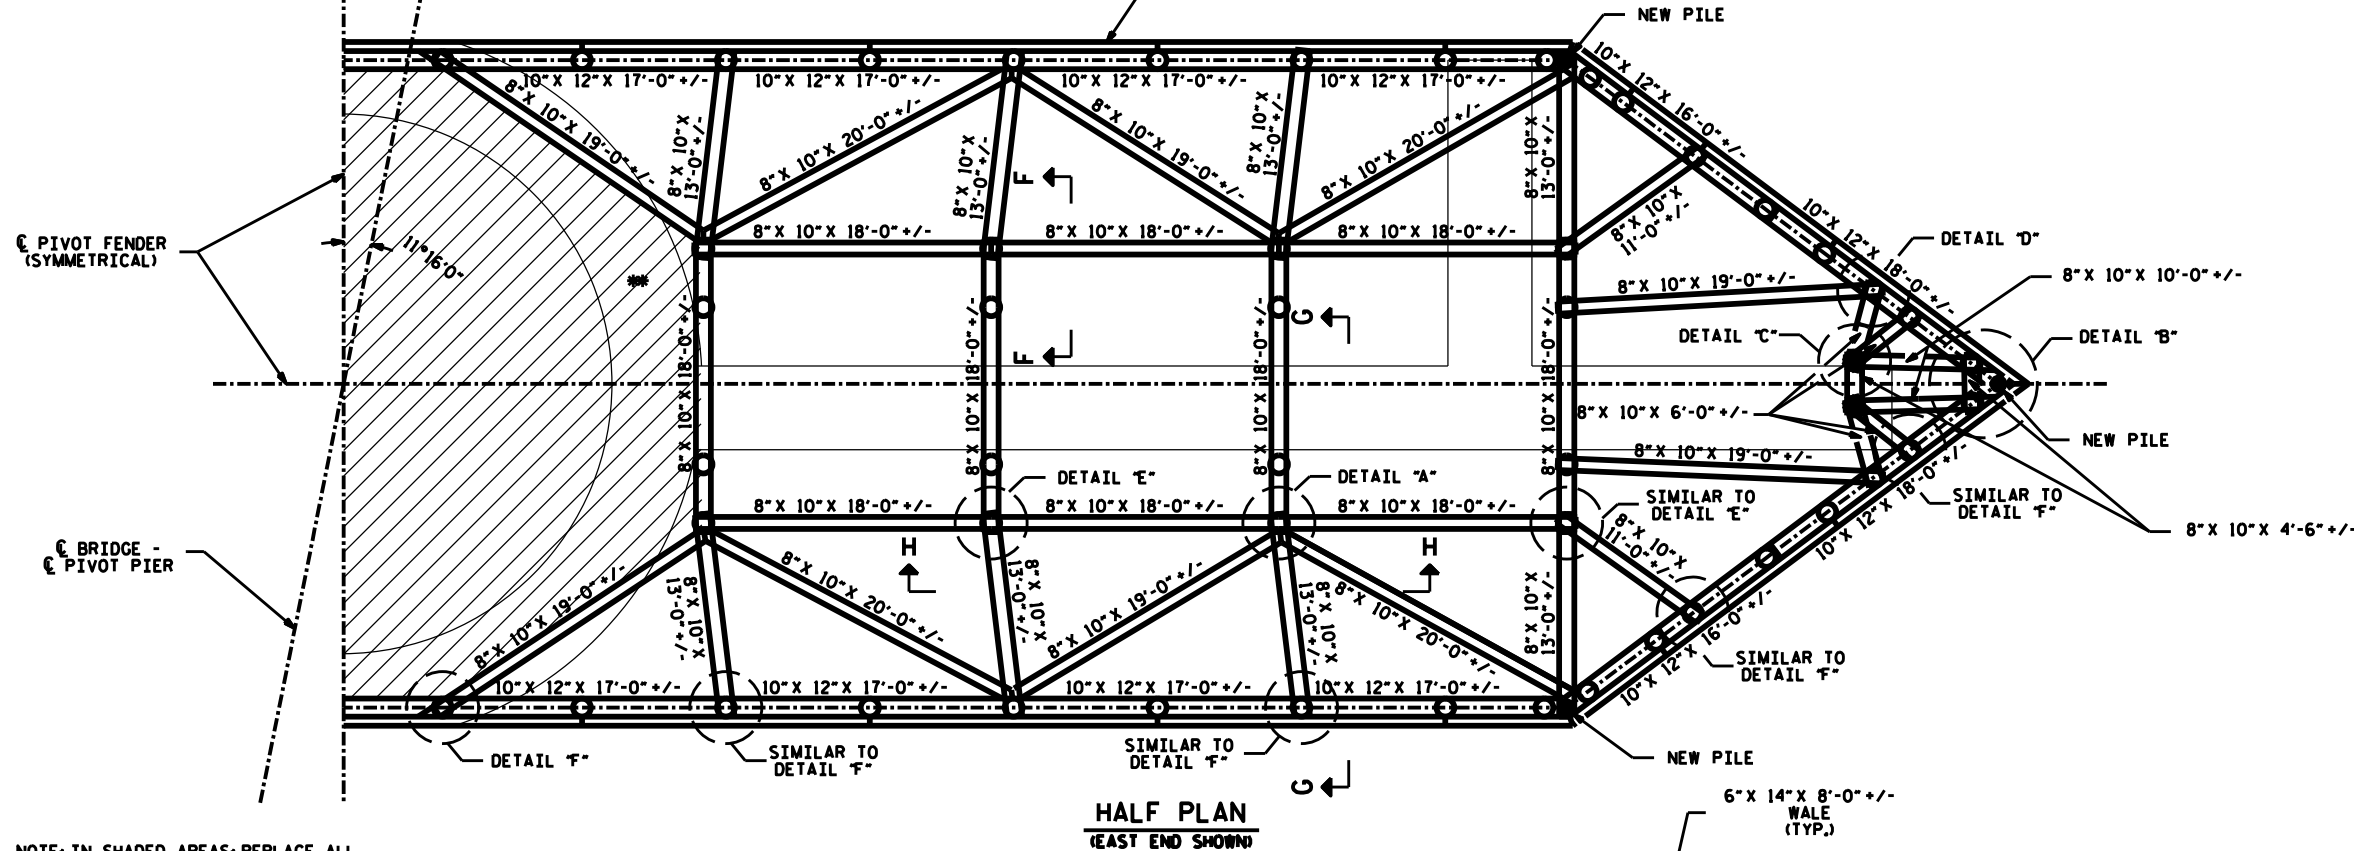 NEW PILE
10" X 12" X 17'-0" +/-
10" X 12" X 17'-0" +/-
10" X 12" X 17'-0" +/-
10" X 12" X 17'-0" +/-
10" X 12" X 16'-0" +/-
8" X 10" X 19'-0" +/-
8" X 10" X
13'-0" +/-
8" X 10" X 20'-0" +/-
8" X 10" X
13'-0" +/-
8" X 10" X 19'-0" +/-
8" X 10" X
13'-0" +/-
8" X 10" X 20'-0" +/-
8" X 10" X
13'-0" +/-
F
8" X 10" X
11'-0" +/-
10" X 12" X 18'-0" +/-
DETAIL "D"
℄ PIVOT FENDER
(SYMMETRICAL)
11°16'0"
**
8" X 10" X 18'-0" +/-
8" X 10" X 18'-0" +/-
8" X 10" X 18'-0" +/-
8" X 10" X 19'-0" +/-
8" X 10" X 10'-0" +/-
G
F
DETAIL "C"
DETAIL "B"
8" X 10" X 18'-0" +/-
8" X 10" X 18'-0" +/-
8" X 10" X 18'-0" +/-
8" X 10" X 18'-0" +/-
8" X 10" X 6'-0" +/-
NEW PILE
8" X 10" X 19'-0" +/-
DETAIL "E"
DETAIL "A"
8" X 10" X 18'-0" +/-
8" X 10" X 18'-0" +/-
8" X 10" X 18'-0" +/-
SIMILAR TO
DETAIL "E"
SIMILAR TO
DETAIL "F"
10" X 12" X 18'-0" +/-
8" X 10" X 4'-6" +/-
℄ BRIDGE -
℄ PIVOT PIER
H
H
8" X 10" X
11'-0" +/-
8" X 10" X 19'-0" +/-
8" X 10" X
13'-0" +/-
8" X 10" X 20'-0" +/-
8" X 10" X
13'-0" +/-
8" X 10" X 19'-0" +/-
8" X 10" X
13'-0" +/-
8" X 10" X 20'-0" +/-
8" X 10" X
13'-0" +/-
10" X 12" X 16'-0" +/-
SIMILAR TO
DETAIL "F"
10" X 12" X 17'-0" +/-
10" X 12" X 17'-0" +/-
10" X 12" X 17'-0" +/-
10" X 12" X 17'-0" +/-
DETAIL "F"
SIMILAR TO
DETAIL "F"
SIMILAR TO
DETAIL "F"
NEW PILE
G
HALF PLAN
(EAST END SHOWN)
6" X 14" X 8'-0" +/-
WALE
(TYP.)
NOTE: IN SHADED AREAS: REPLACE ALL